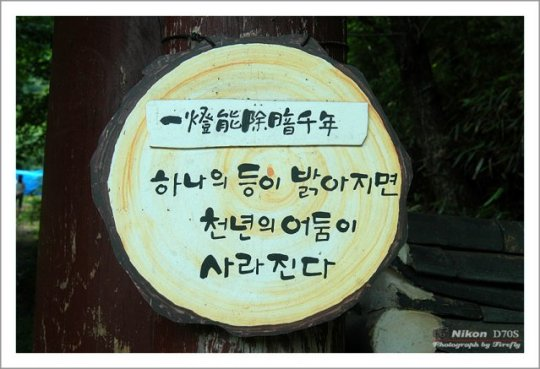 一燈能除暗千年
하나의 등이 밝아지면
천년의 어둠이
사라진다
Nikon D70S
Photograph by Firefly